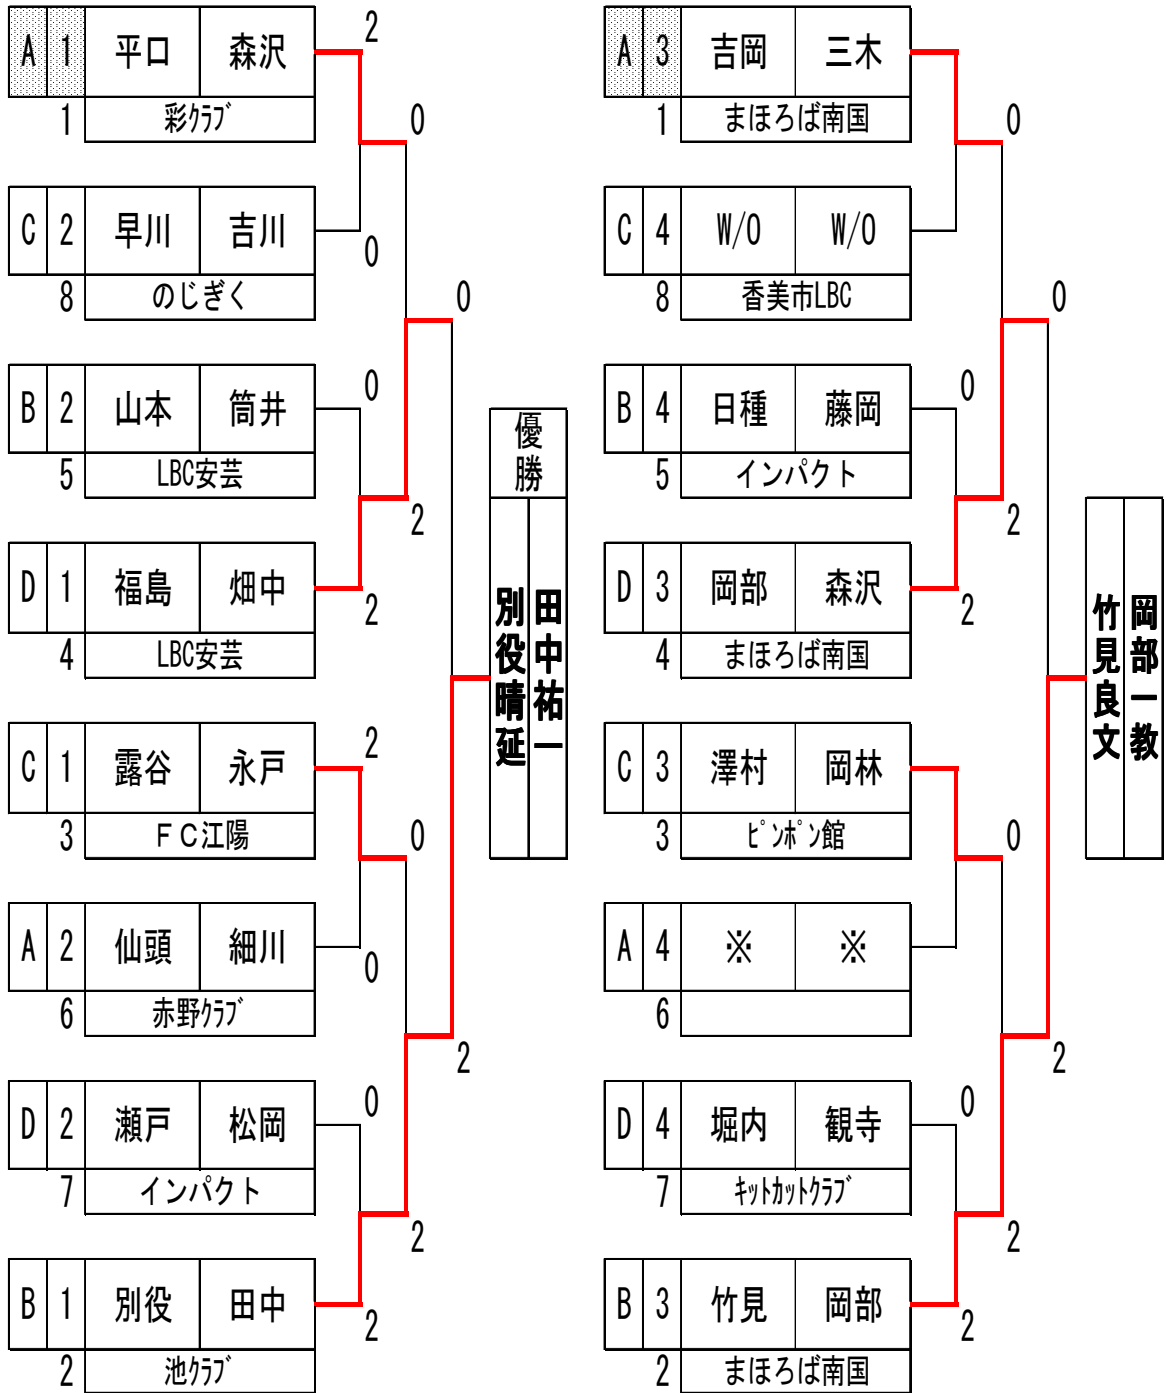 A 1 平口 森沢
1 彩クラブ
2
0
C 2 早川 吉川
8 のじぎく
0
0
B 2 山本 筒井
5 LBC安芸
0
2
D 1 福島 畑中
4 LBC安芸
2
C 1 露谷 永戸
3 FC江陽
2
0
A 2 仙頭 細川
6 赤野クラブ
0
2
D 2 瀬戸 松岡
7 インパクト
0
2
B 1 別役 田中
2 池クラブ
2
優勝
田中祐一
別役晴延
A 3 吉岡 三木
1 まほろば南国
0
C 4 W/O W/O
8 香美市LBC
0
B 4 日種 藤岡
5 インパクト
0
2
D 3 岡部 森沢
4 まほろば南国
2
C 3 澤村 岡林
3 ピンポン館
0
A 4 ※ ※
6
2
D 4 堀内 観寺
7 キットカットクラブ
0
2
B 3 竹見 岡部
2 まほろば南国
2
岡部一教
竹見良文